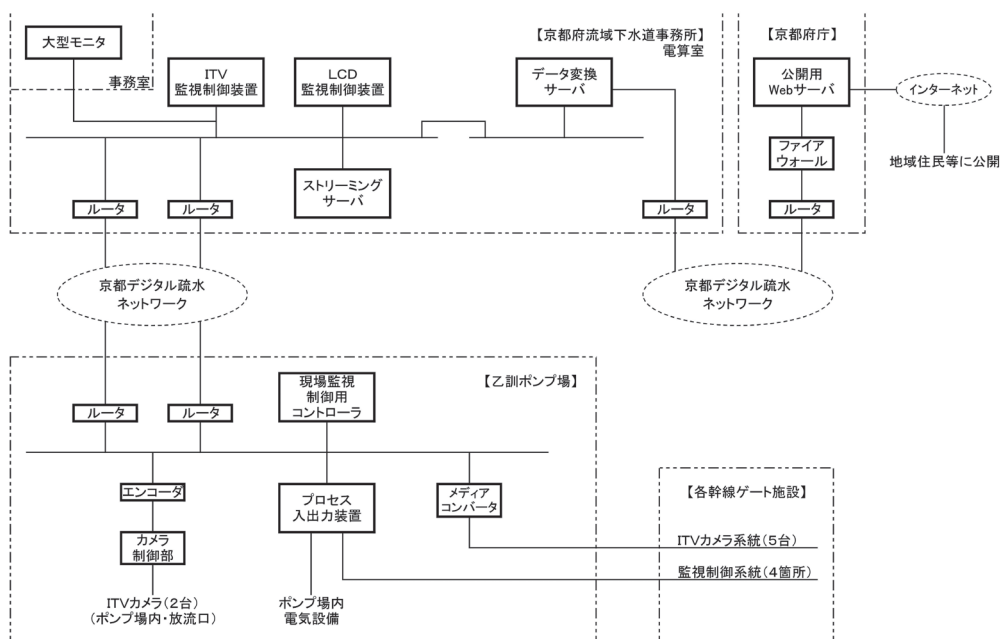 大型モニタ
事務室
ITV
監視制御装置
LCD
監視制御装置
【京都府流域下水道事務所】
電算室
データ変換
サーバ
ストリーミング
サーバ
ルータ
ルータ
ルータ
【京都府庁】
公開用
Webサーバ
ファイア
ウォール
ルータ
インターネット
地域住民等に公開
京都デジタル疏水
ネットワーク
京都デジタル疏水
ネットワーク
【乙訓ポンプ場】
ルータ
ルータ
現場監視
制御用
コントローラ
エンコーダ
カメラ
制御部
ITVカメラ(2台)
(ポンプ場内・放流口)
プロセス
入出力装置
ポンプ場内
電気設備
メディア
コンバータ
【各幹線ゲート施設】
ITVカメラ系統(5台)
監視制御系統(4箇所)